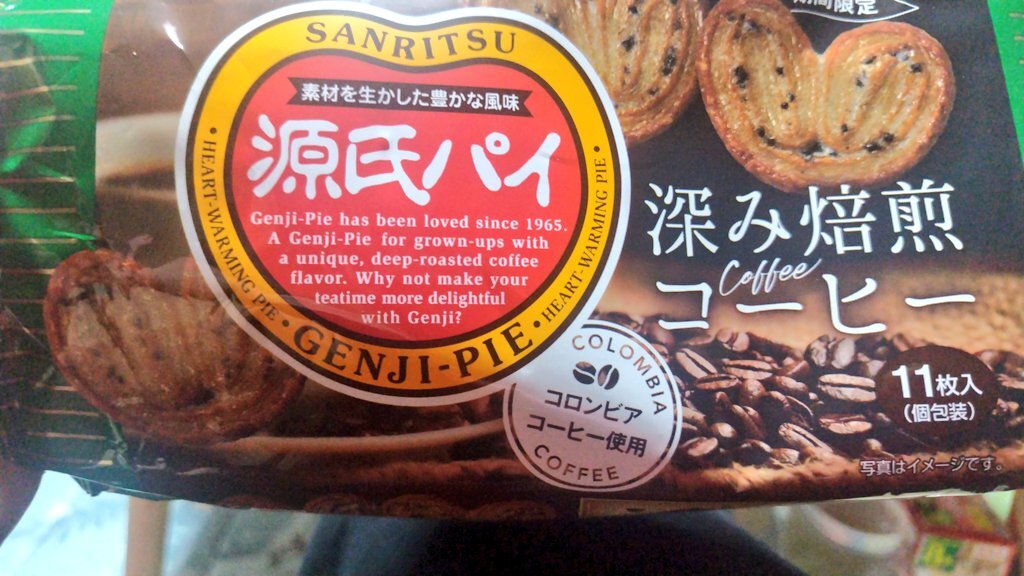 期間限定
SANRITSU
素材を生かした豊かな風味
源氏パイ
Genji-Pie has been loved since 1965.
A Genji-Pie for grown-ups with
a unique, deep-roasted coffee
flavor. Why not make your
teatime more delightful
with Genji?
HEART-WARMING PIE
GENJI-PIE
HEART-WARMING PIE
深み焙煎
Coffee
コーヒー
COLOMBIA
コロンビア
コーヒー使用
COFFEE
11枚入
(個包装)
写真はイメージです。